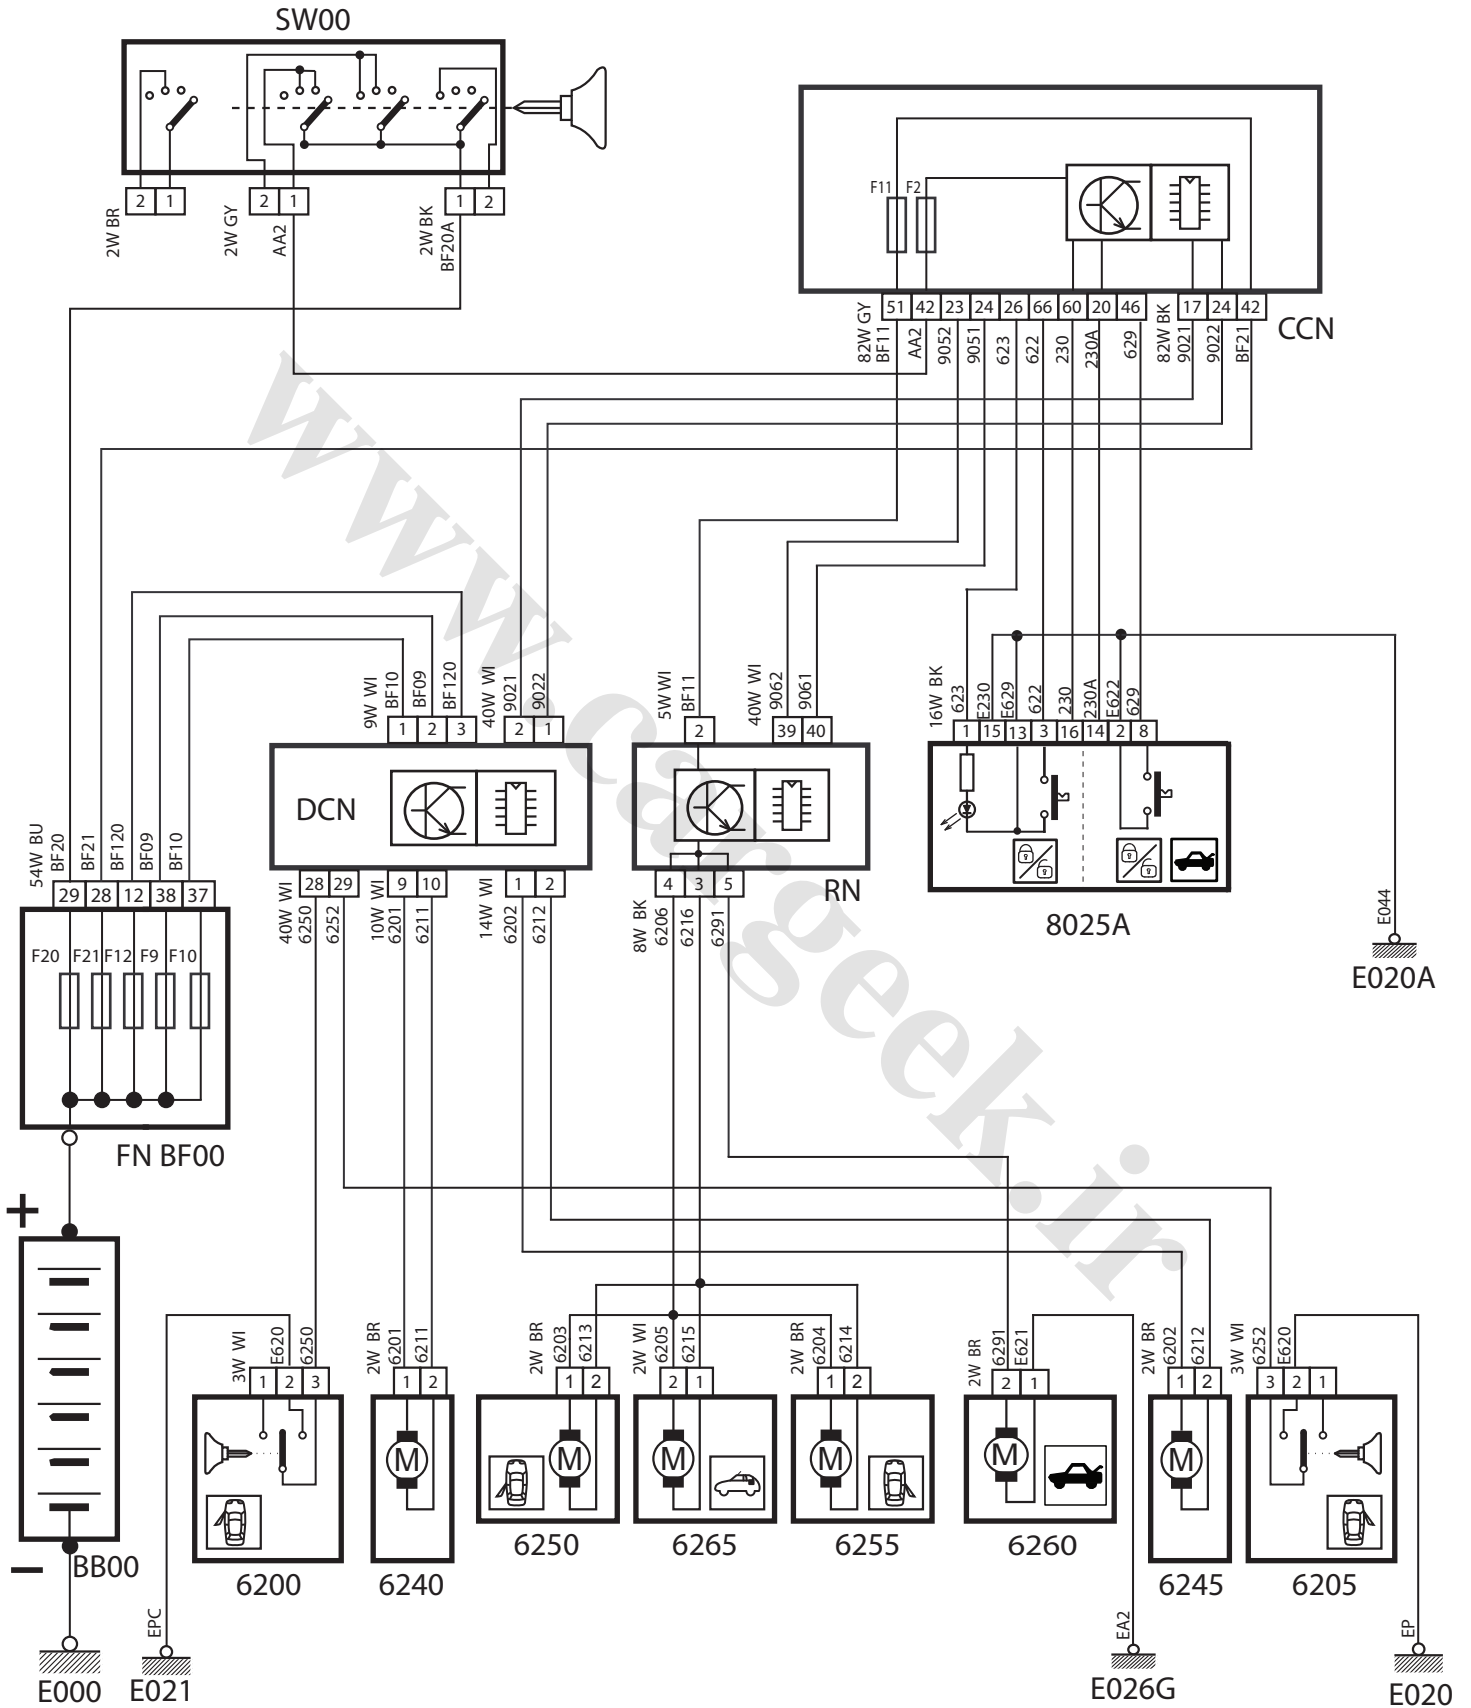 SW00
2 1 2 1 1 2
2W BR
2W GY
AA2
2W BK
BF20A
F11 F2
51 42 23 24 26 66 60 20 46 17 24 42
CCN
82W GY
BF11
AA2
9052
9051
623
622
230
230A
629
82W BK
9021
9022
BF21
www.cargeek.ir
9W WI
BF10
BF09
BF120
40W WI
9021
9022
1 2 3 2 1
DCN
28 29 9 10 1 2
40W WI
6250
6252
10W WI
6201
6211
14W WI
6202
6212
5W WI
BF11
40W WI
9062
9061
2 39 40
4 3 5
RN
8W BK
6206
6216
6291
16W BK
623
E230
E629
622
230
230A
E622
629
1 15 13 3 16 14 2 8
8025A
E044
E020A
54W BU
BF20
BF21
BF120
BF09
BF10
29 28 12 38 37
F20 F21 F12 F9 F10
FN BF00
+
−
BB00
E000
EPC
E021
3W WI
E620
6250
1 2 3
6200
2W BR
6201
6211
1 2
M
6240
2W BR
6203
6213
1 2
M
6250
2W WI
6205
6215
2 1
M
6265
2W BR
6204
6214
1 2
M
6255
2W BR
6291
E621
2 1
M
6260
EA2
E026G
2W BR
6202
6212
1 2
M
6245
3W WI
6252
E620
3 2 1
6205
EP
E020